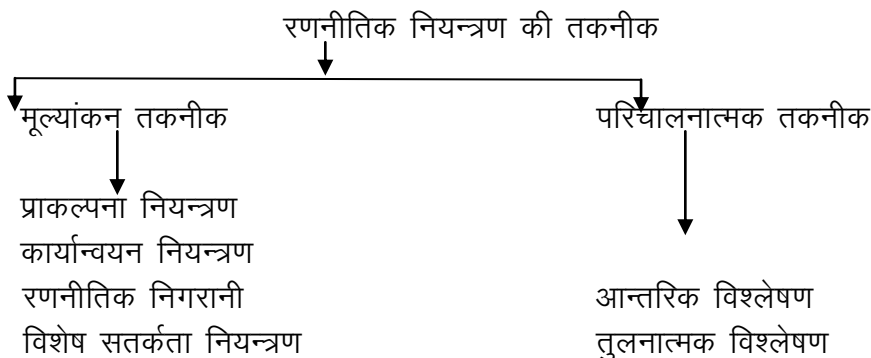 रणनीतिक नियन्त्रण की तकनीक
मूल्यांकन तकनीक
परिचालनात्मक तकनीक
प्राकल्पना नियन्त्रण
कार्यान्वयन नियन्त्रण
रणनीतिक निगरानी
आन्तरिक विश्लेषण
विशेष सतर्कता नियन्त्रण
तुलनात्मक विश्लेषण